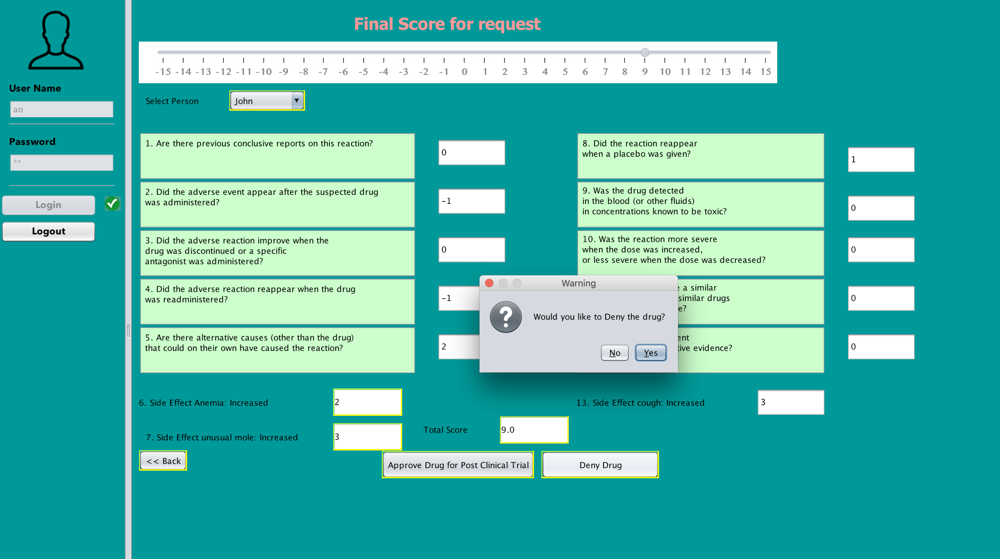 Final Score for request
-15 -14 -13 -12 -11 -10 -9 -8 -7 -6 -5 -4 -3 -2 -1 0 1 2 3 4 5 6 7 8 9 10 11 12 13 14 15
User Name
ao
Password
**
Login
Logout
Select Person
John
1. Are there previous conclusive reports on this reaction?
0
2. Did the adverse event appear after the suspected drug
was administered?
-1
3. Did the adverse reaction improve when the
drug was discontinued or a specific
antagonist was administered?
0
4. Did the adverse reaction reappear when the drug
was readministered?
-1
5. Are there alternative causes (other than the drug)
that could on their own have caused the reaction?
2
8. Did the reaction reappear
when a placebo was given?
1
9. Was the drug detected
in the blood (or other fluids)
in concentrations known to be toxic?
0
10. Was the reaction more severe
when the dose was increased,
or less severe when the dose was decreased?
0
a similar
similar drugs
e?
0
ent
tive evidence?
0
Warning
Would you like to Deny the drug?
No
Yes
6. Side Effect Anemia: Increased
2
13. Side Effect cough: Increased
3
7. Side Effect unusual mole: Increased
3
Total Score
9.0
<< Back
Approve Drug for Post Clinical Trial
Deny Drug